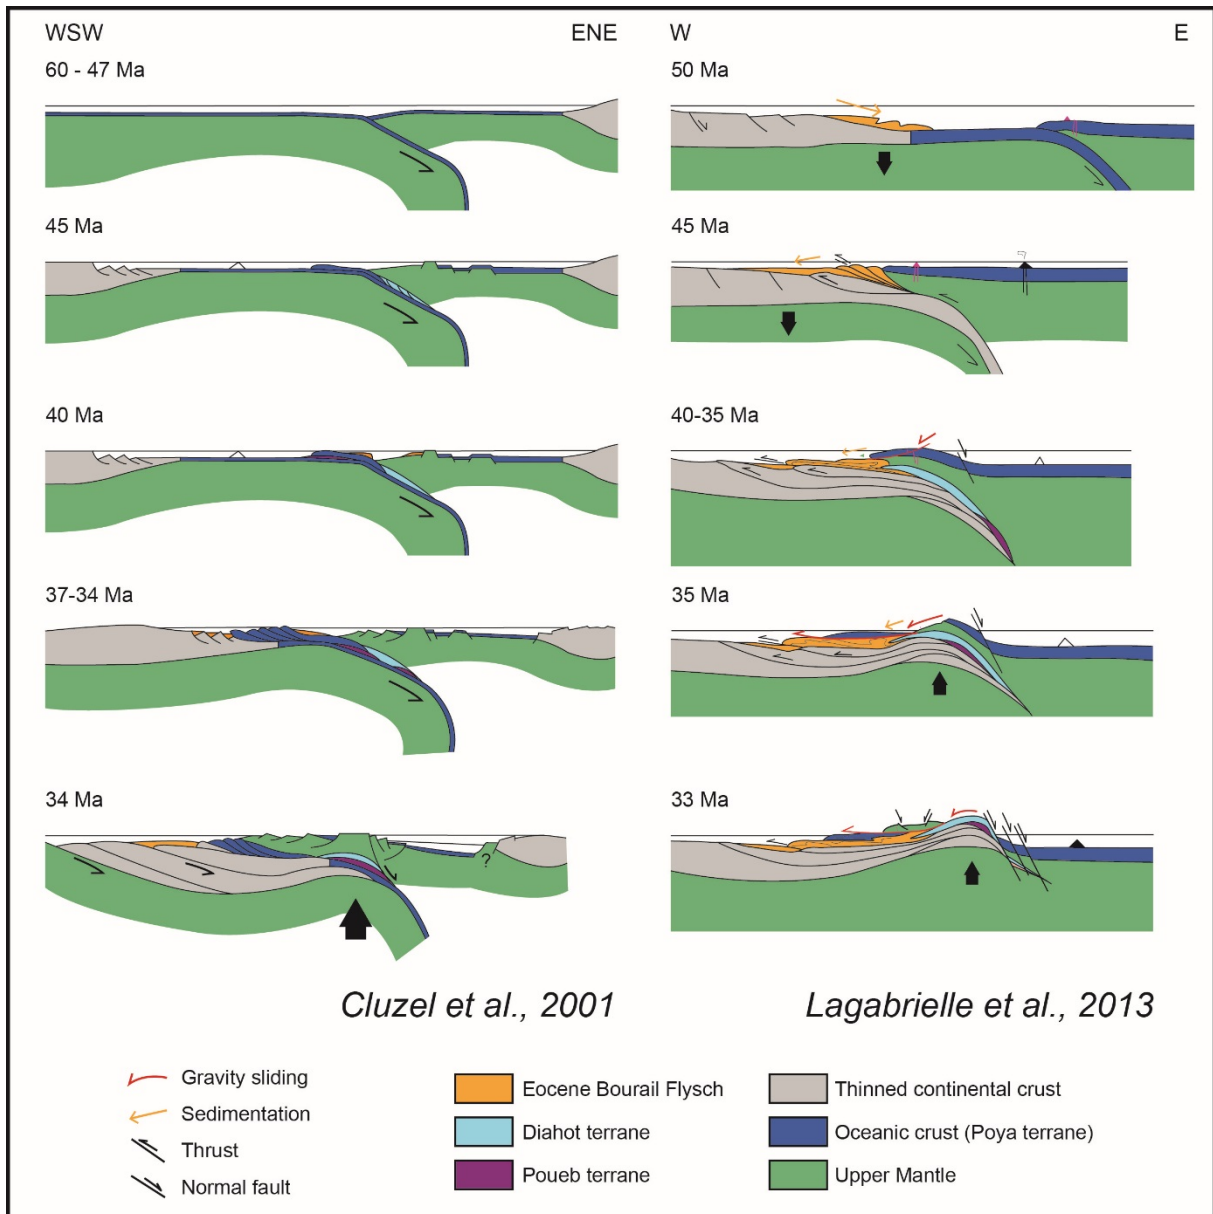 WSW ENE
60 - 47 Ma
45 Ma
40 Ma
37-34 Ma
34 Ma
?
Cluzel et al., 2001
W E
50 Ma
45 Ma
?
40-35 Ma
35 Ma
33 Ma
Lagabrielle et al., 2013
Gravity sliding
Sedimentation
Thrust
Normal fault
Eocene Bourail Flysch
Diahot terrane
Poueb terrane
Thinned continental crust
Oceanic crust (Poya terrane)
Upper Mantle